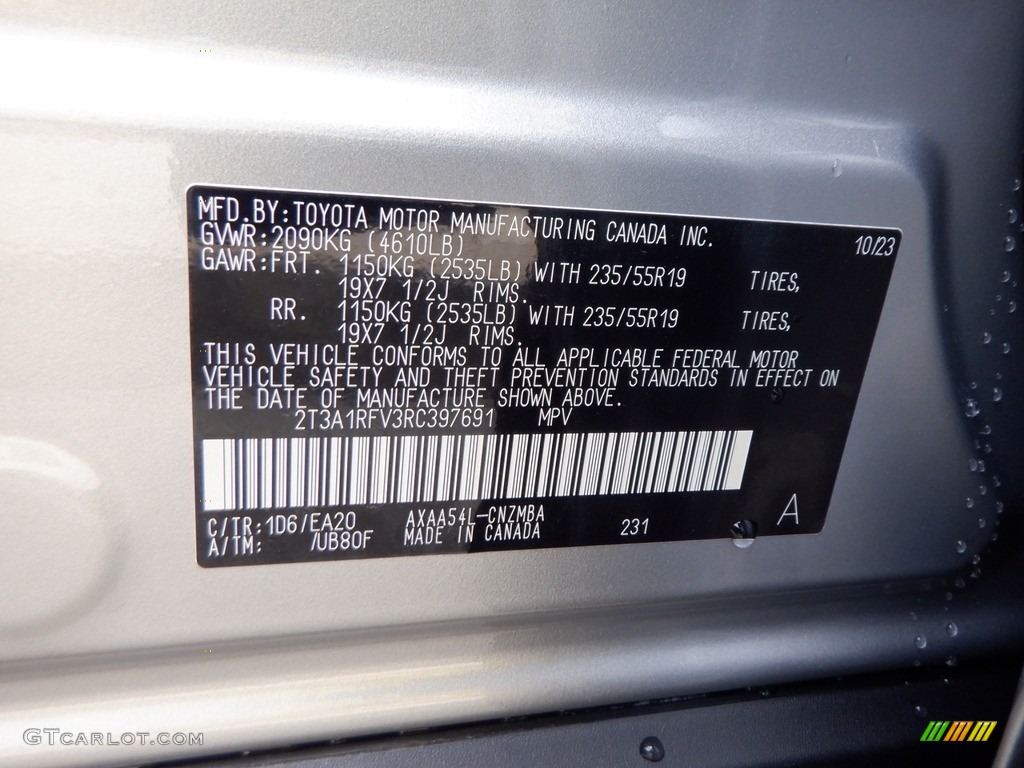 MFD.BY:TOYOTA MOTOR MANUFACTURING CANADA INC.
GVWR:2090KG (4610LB) 10/23
GAWR:FRT. 1150KG (2535LB) WITH 235/55R19 TIRES,
19X7 1/2J RIMS.
RR. 1150KG (2535LB) WITH 235/55R19 TIRES,
19X7 1/2J RIMS.
THIS VEHICLE CONFORMS TO ALL APPLICABLE FEDERAL MOTOR
VEHICLE SAFETY AND THEFT PREVENTION STANDARDS IN EFFECT ON
THE DATE OF MANUFACTURE SHOWN ABOVE.
2T3A1RFV3RC397691 MPV
C/TR:1D6/EA20 AXAA54L-CNZMBA 231 A
A/TM: /UB80F MADE IN CANADA
GTCARLOT.COM